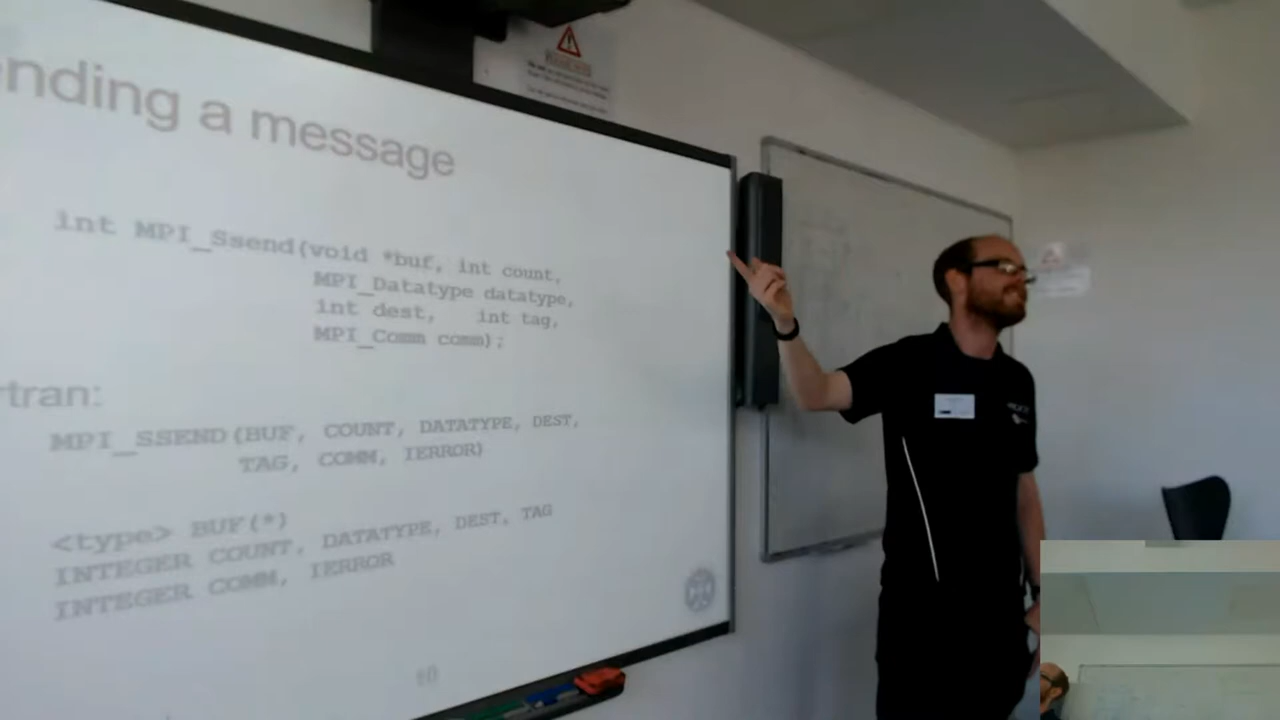 nding a message
int MPI_Ssend(void *buf, int count,
MPI_Datatype datatype,
int dest, int tag,
MPI_Comm comm);
rtran:
MPI_SSEND(BUF, COUNT, DATATYPE, DEST,
TAG, COMM, IERROR)
<type> BUF(*)
INTEGER COUNT, DATATYPE, DEST, TAG
INTEGER COMM, IERROR
10